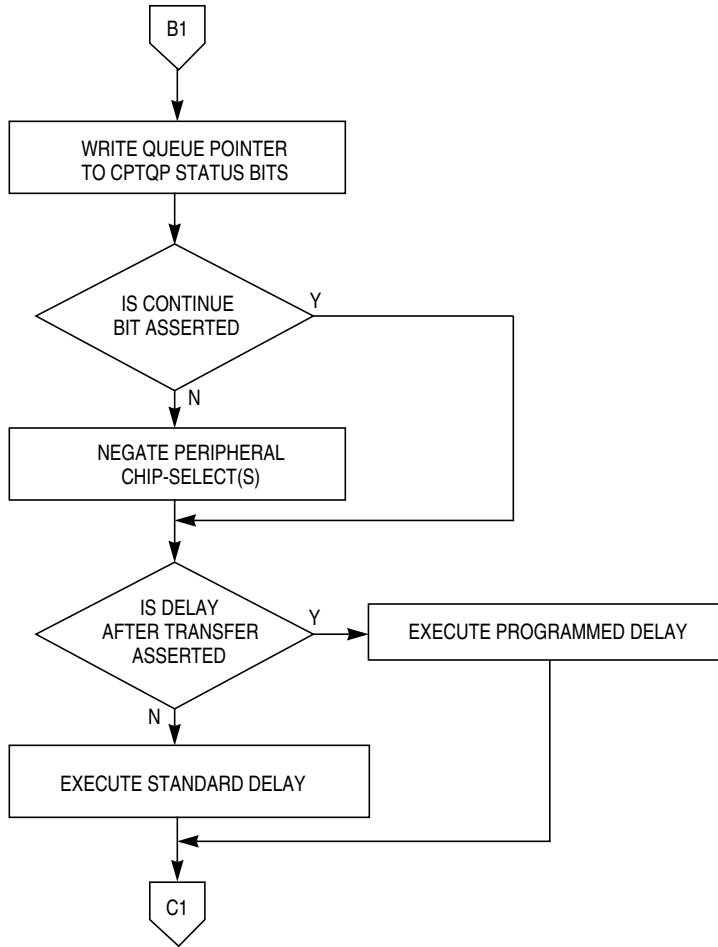 B1
WRITE QUEUE POINTER
TO CPTQP STATUS BITS
IS CONTINUE
BIT ASSERTED
Y
N
NEGATE PERIPHERAL
CHIP-SELECT(S)
IS DELAY
AFTER TRANSFER
ASSERTED
Y
EXECUTE PROGRAMMED DELAY
N
EXECUTE STANDARD DELAY
C1